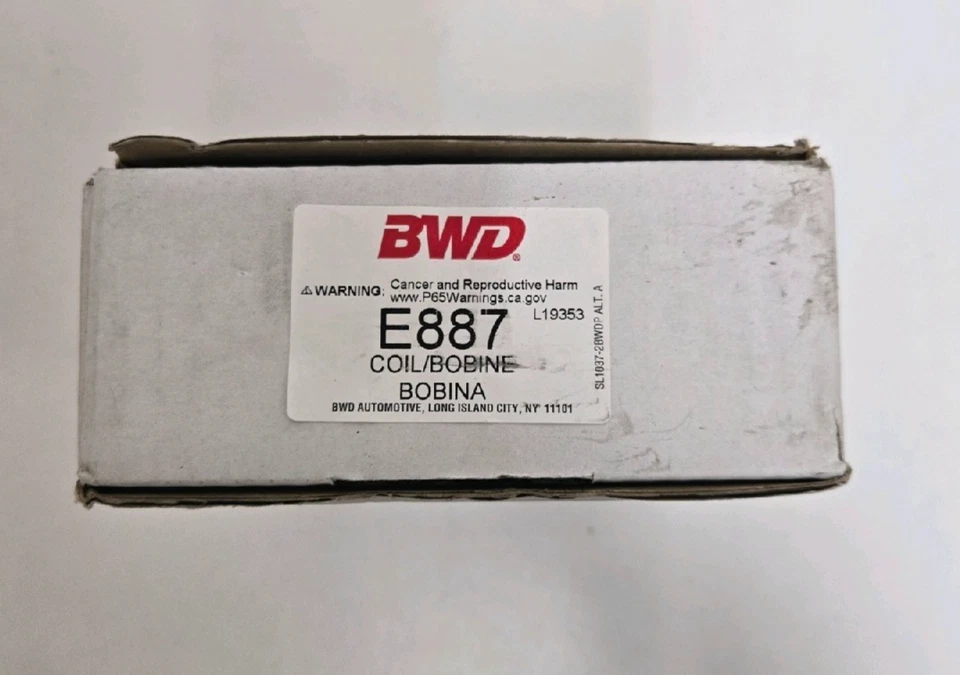 BWD®
⚠ WARNING: Cancer and Reproductive Harm
www.P65Warnings.ca.gov
E887
L19353
COIL/BOBINE
BOBINA
BWD AUTOMOTIVE, LONG ISLAND CITY, NY 11101
SL1037-2BWDP ALT. A